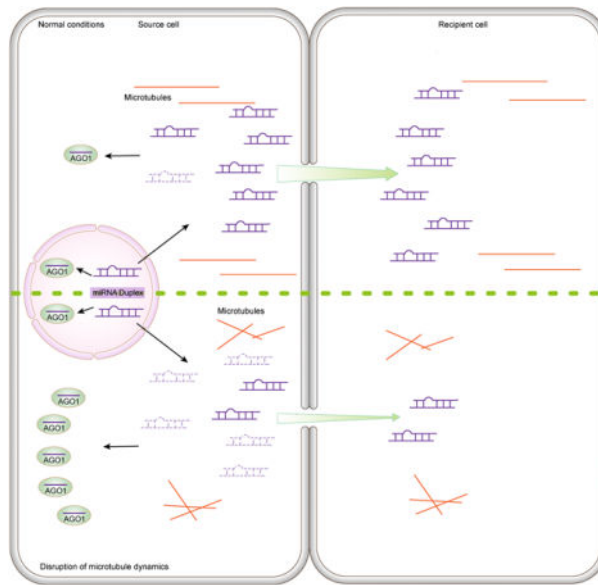 Normal conditions
Source cell
Recipient cell
Microtubules
AGO1
AGO1
miRNA-Duplex
AGO1
Microtubules
AGO1
AGO1
AGO1
AGO1
AGO1
Disruption of microtubule dynamics